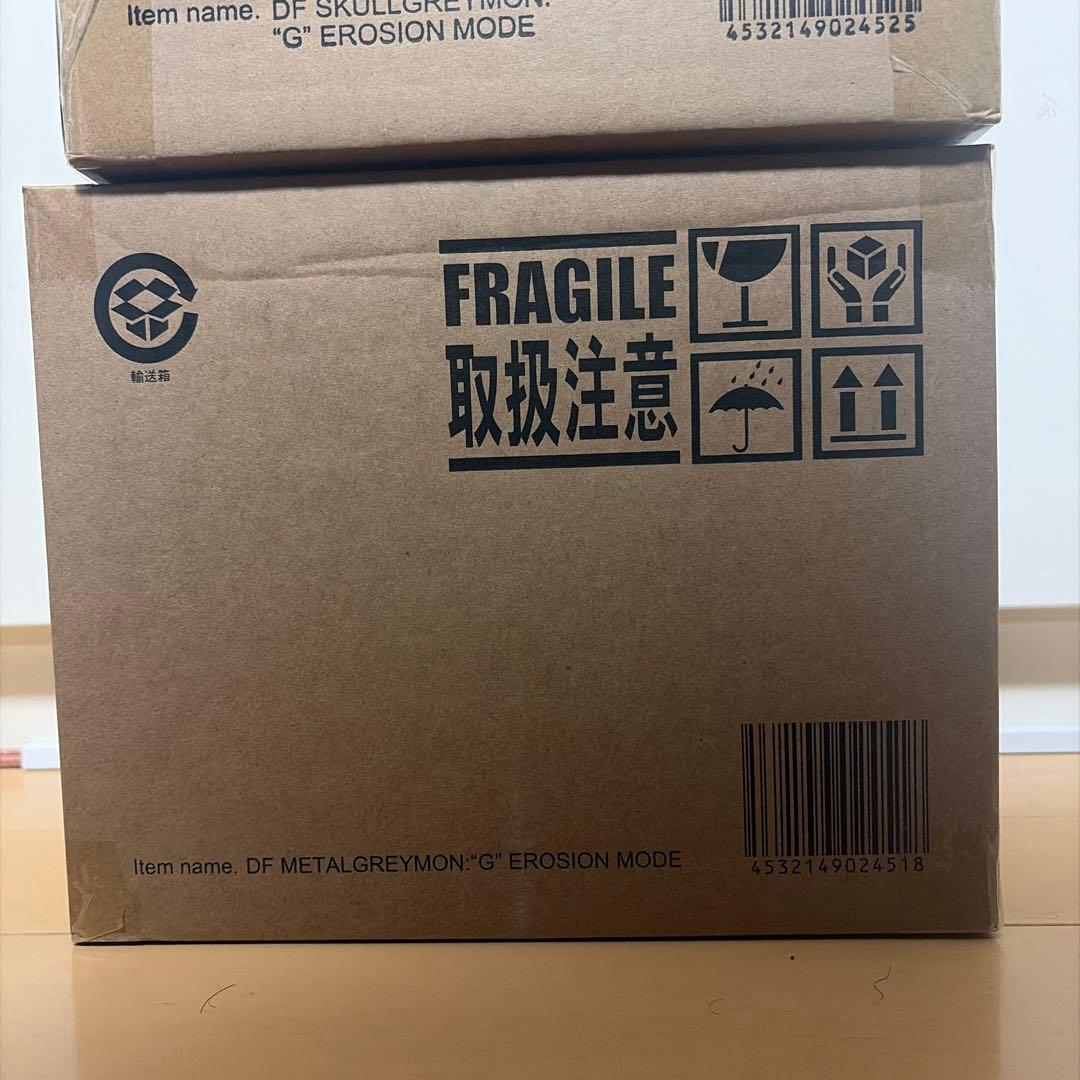 Item name. DF SKULLGREYMON:
“G” EROSION MODE
4532149024525
FRAGILE
取扱注意
輸送箱
Item name. DF METALGREYMON:“G” EROSION MODE
4532149024518